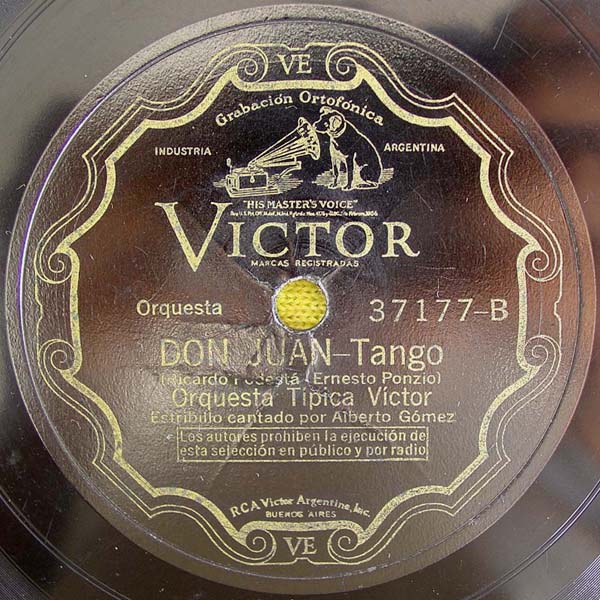 VE
Grabación Ortofónica
INDUSTRIA
ARGENTINA
"HIS MASTER'S VOICE"
VICTOR
MARCAS REGISTRADAS
Orquesta 37177-B
DON JUAN-Tango
(Ricardo Podestá (Ernesto Ponzio)
Orquesta Típica Víctor
Estribillo cantado por Alberto Gómez
Los autores prohiben la ejecución de
esta selección en público y por radio
RCA Victor Argentina, Inc.
BUENOS AIRES
VE